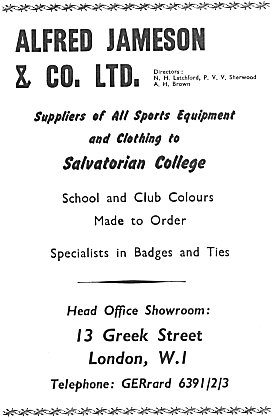 ALFRED JAMESON
& CO. LTD.
Directors:
N. H. Latchford, P. V. V. Sherwood
A. H. Brown
Suppliers of All Sports Equipment
and Clothing to
Salvatorian College
School and Club Colours
Made to Order
Specialists in Badges and Ties
Head Office Showroom:
13 Greek Street
London, W.1
Telephone: GERrard 6391/2/3